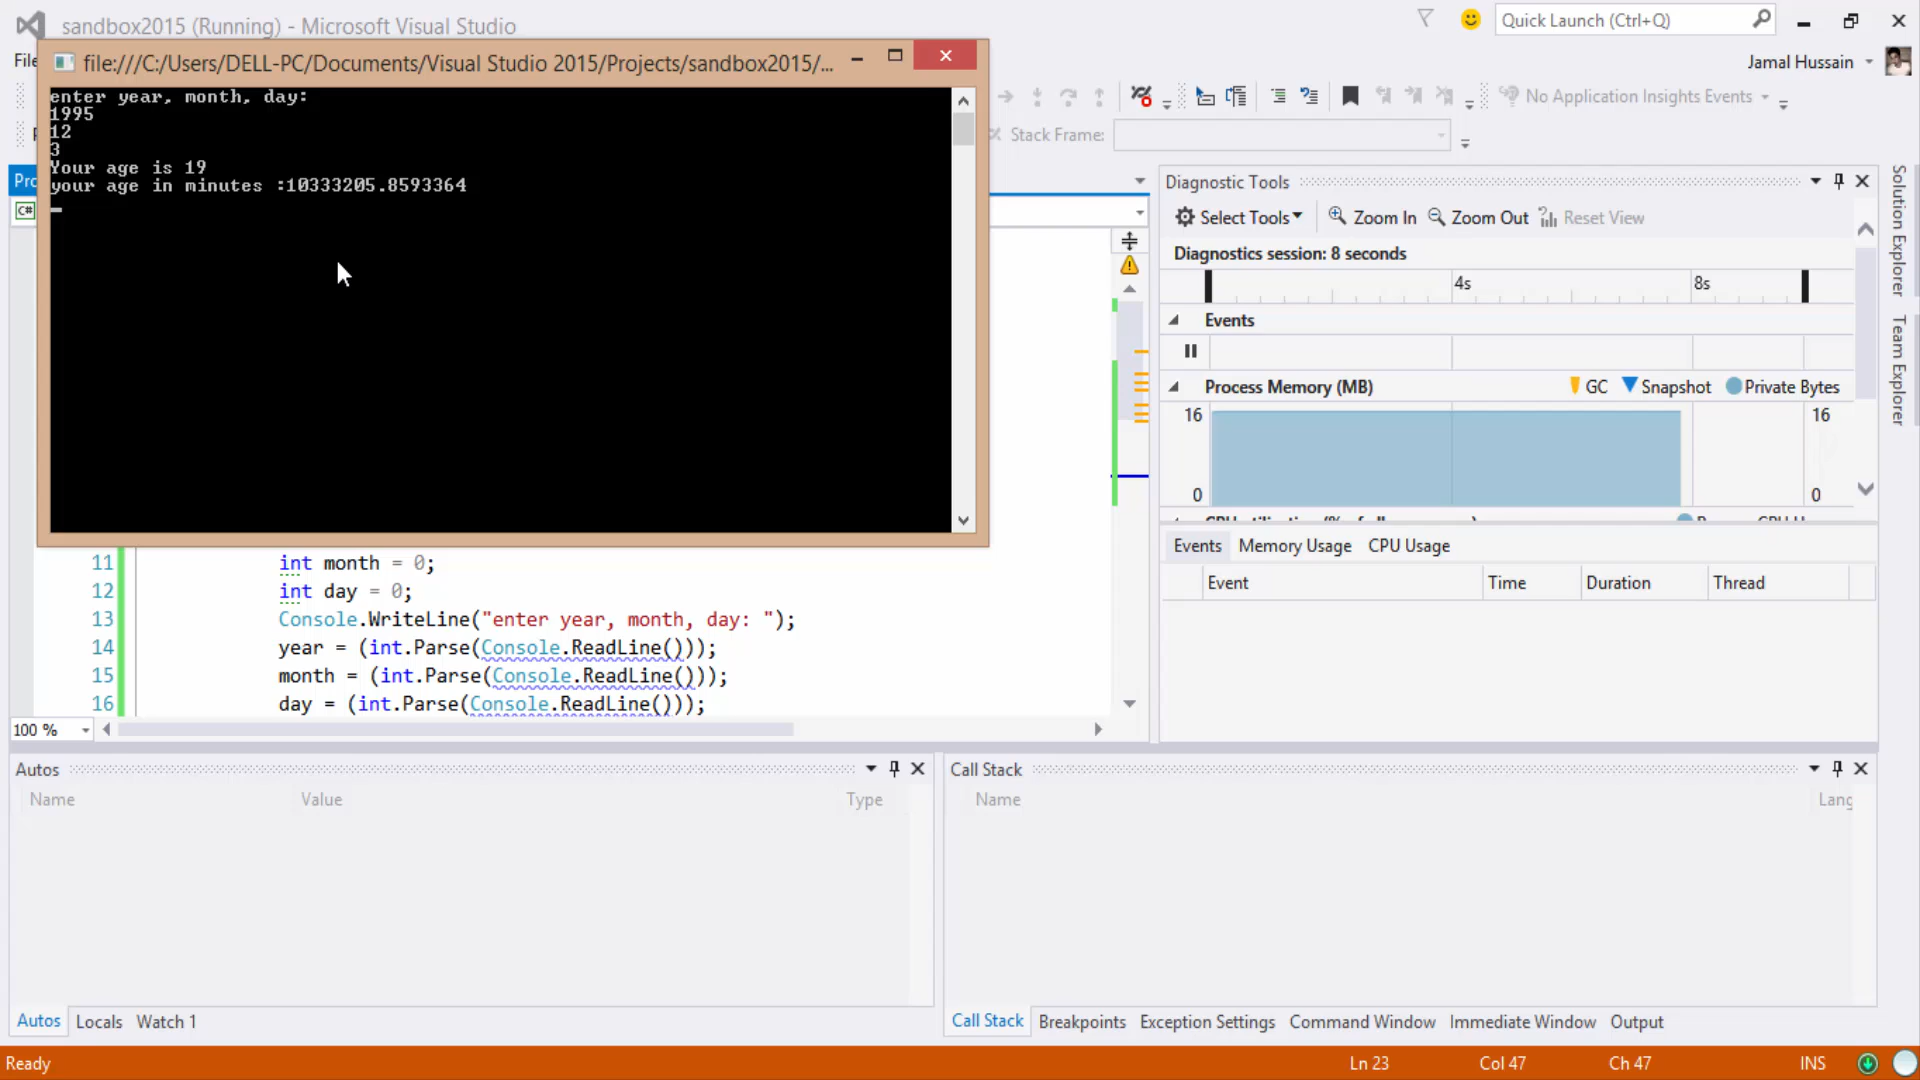 sandbox2015 (Running) - Microsoft Visual Studio
Quick Launch (Ctrl+Q)
Jamal Hussain
file:///C:/Users/DELL-PC/Documents/Visual Studio 2015/Projects/sandbox2015/...
enter year, month, day:
1995
12
3
Your age is 19
your age in minutes :10333205.8593364
No Application Insights Events
Stack Frame:
C#
Diagnostic Tools
Select Tools
Zoom In
Zoom Out
Reset View
Diagnostics session: 8 seconds
4s
8s
Events
Process Memory (MB)
GC
Snapshot
Private Bytes
16
16
0
0
Events
Memory Usage
CPU Usage
Event
Time
Duration
Thread
Solution Explorer
Team Explorer
11 int month = 0;
12 int day = 0;
13 Console.WriteLine("enter year, month, day: ");
14 year = (int.Parse(Console.ReadLine()));
15 month = (int.Parse(Console.ReadLine()));
16 day = (int.Parse(Console.ReadLine()));
100 %
Autos
Name
Value
Type
Call Stack
Name
Lang
Autos
Locals
Watch 1
Call Stack
Breakpoints
Exception Settings
Command Window
Immediate Window
Output
Ready
Ln 23
Col 47
Ch 47
INS